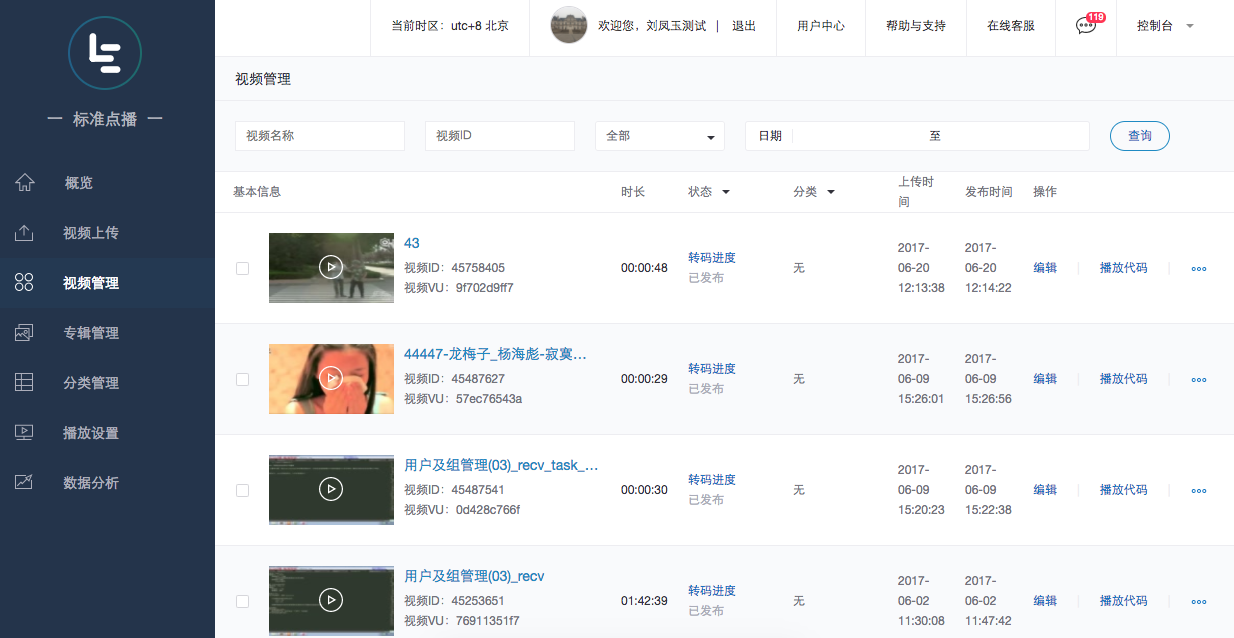 当前时区：utc+8 北京
欢迎您，刘凤玉测试 | 退出
用户中心
帮助与支持
在线客服
119
控制台
— 标准点播 —
概览
视频上传
视频管理
专辑管理
分类管理
播放设置
数据分析
视频管理
视频名称
视频ID
全部
日期
至
查询
基本信息
时长
状态
分类
上传时
间
发布时间
操作
43
视频ID：45758405
视频VU：9f702d9ff7
00:00:48
转码进度
已发布
无
2017-
06-20
12:13:38
2017-
06-20
12:14:22
编辑
播放代码
44447-龙梅子_杨海彪-寂寞…
视频ID：45487627
视频VU：57ec76543a
00:00:29
转码进度
已发布
无
2017-
06-09
15:26:01
2017-
06-09
15:26:56
编辑
播放代码
用户及组管理(03)_recv_task_…
视频ID：45487541
视频VU：0d428c766f
00:00:30
转码进度
已发布
无
2017-
06-09
15:20:23
2017-
06-09
15:22:38
编辑
播放代码
用户及组管理(03)_recv
视频ID：45253651
视频VU：76911351f7
01:42:39
转码进度
已发布
无
2017-
06-02
11:30:08
2017-
06-02
11:47:42
编辑
播放代码